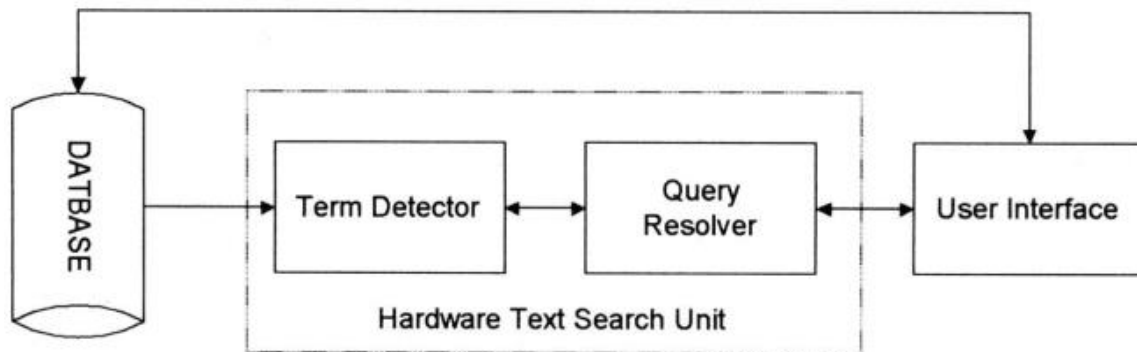 DATBASE
Term Detector
Query
Resolver
User Interface
Hardware Text Search Unit